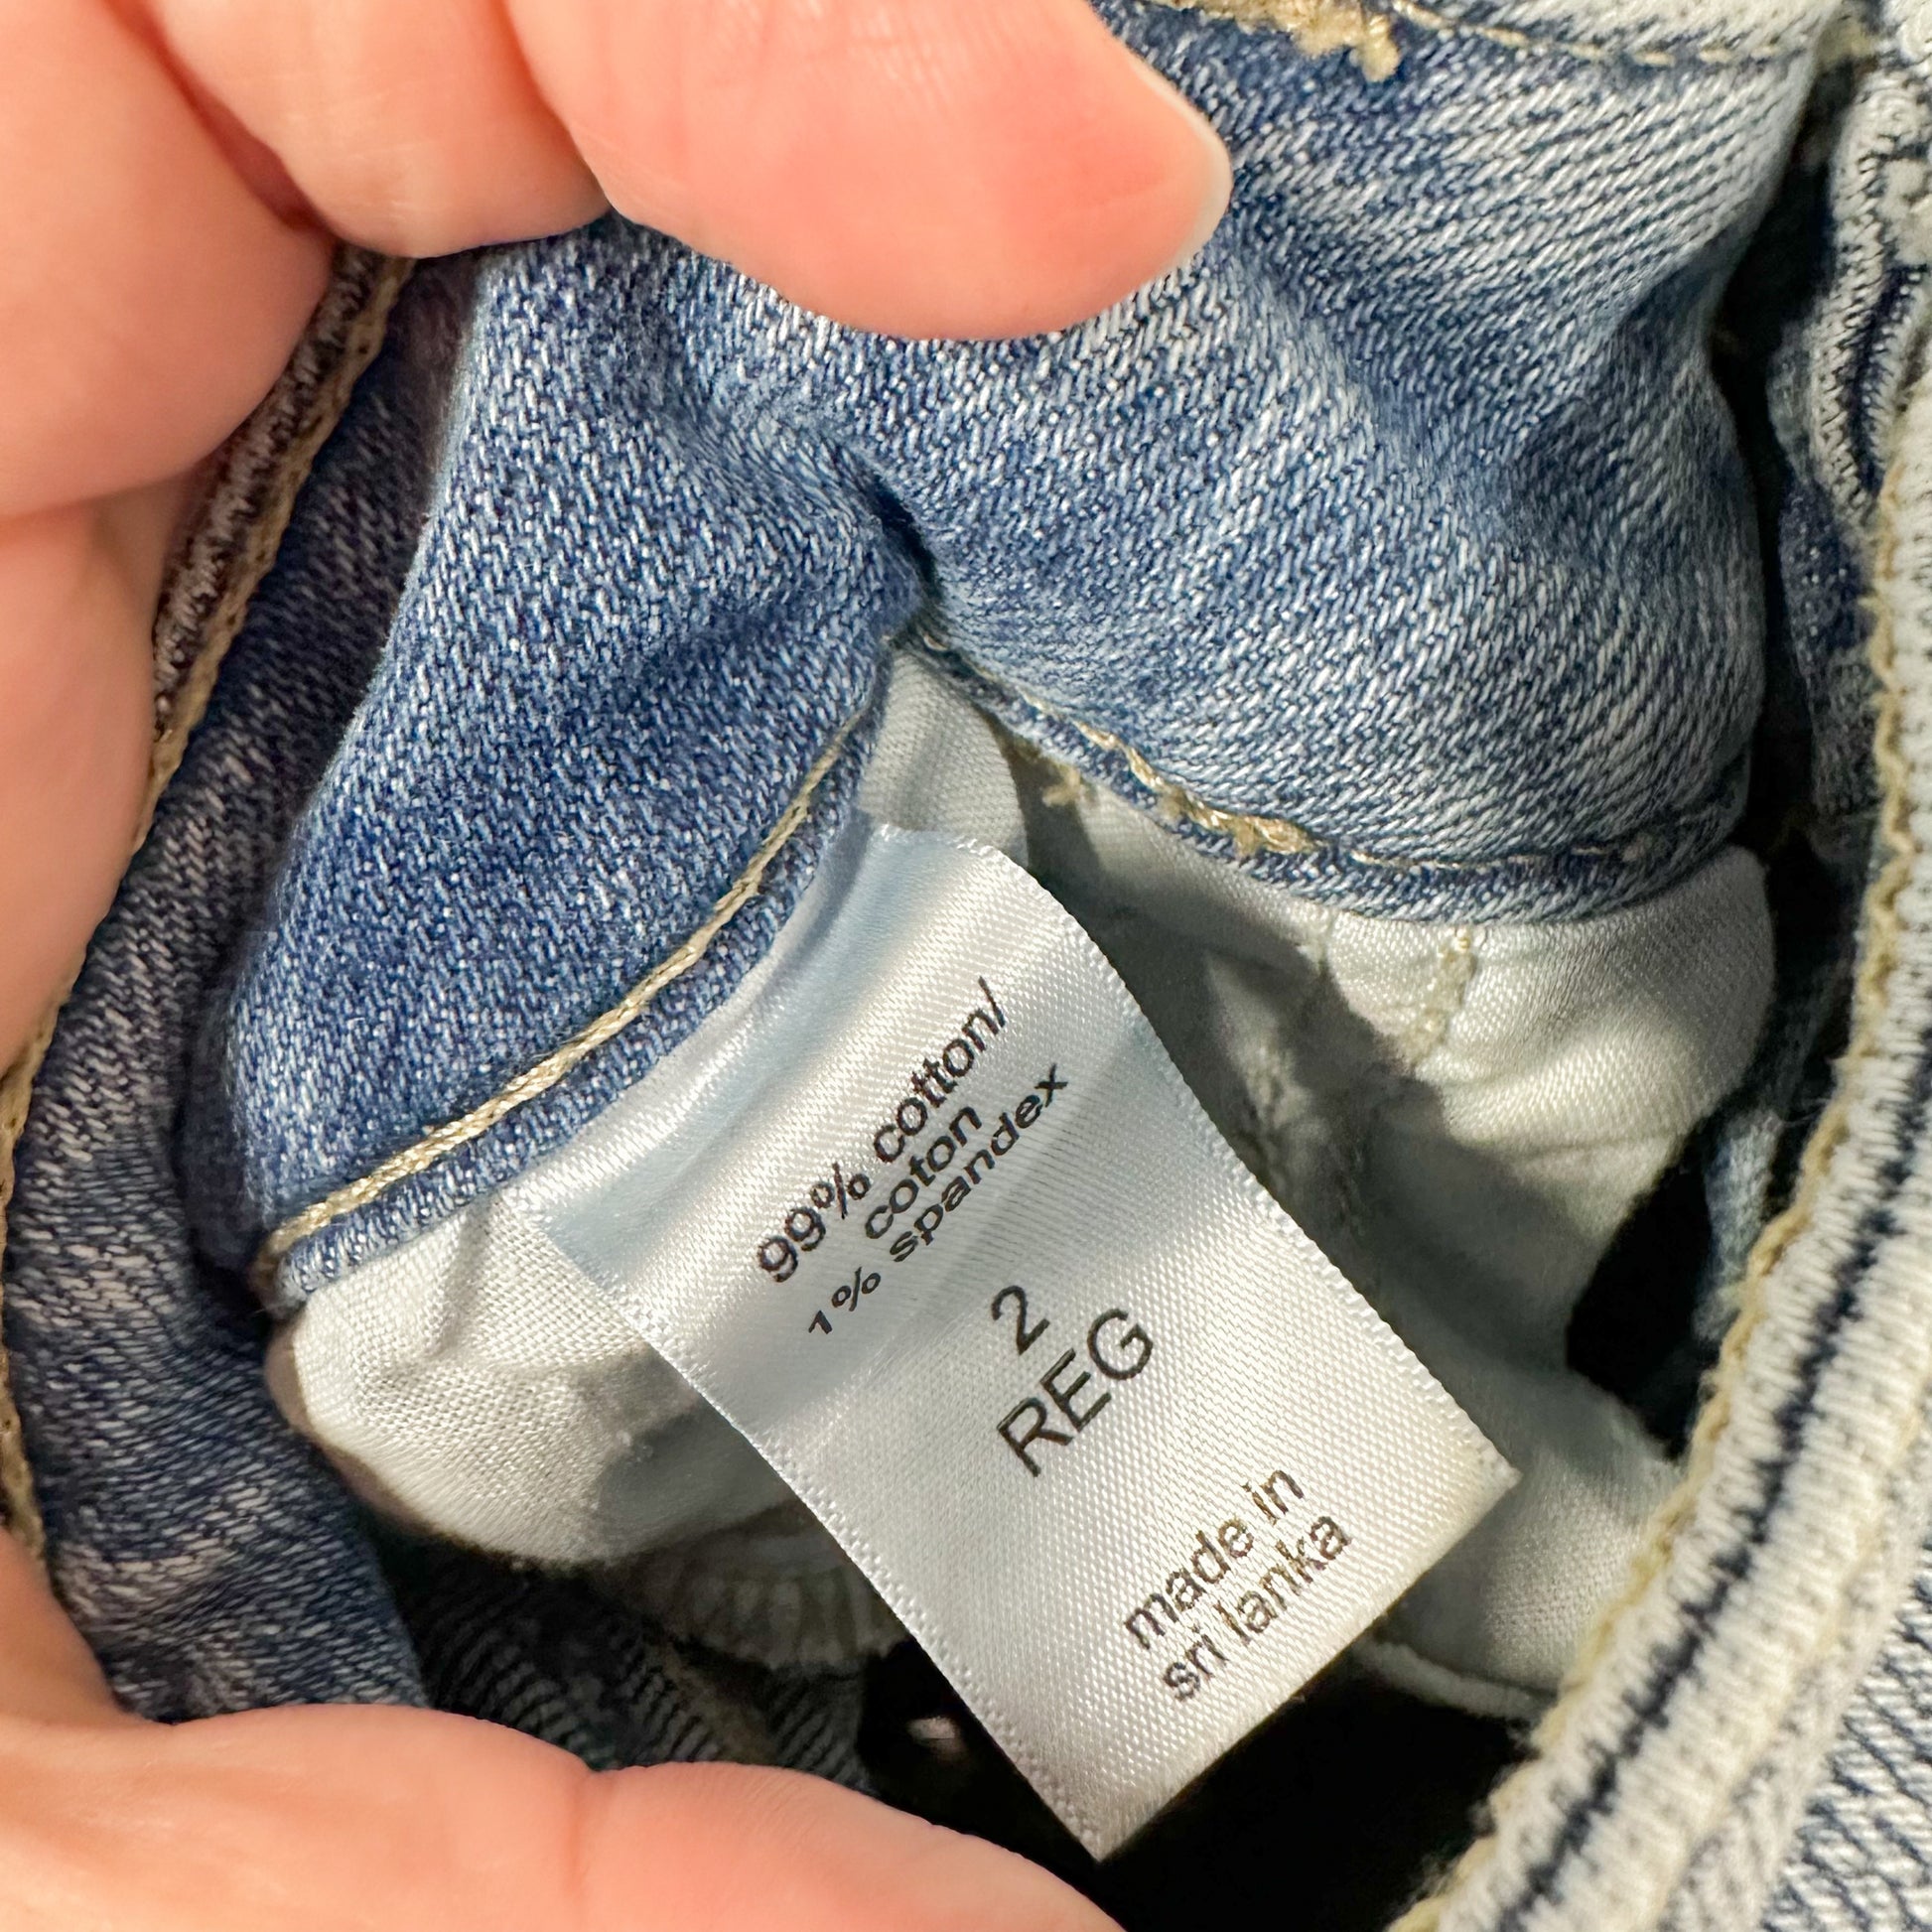 99% cotton/
coton
1% spandex
2
REG
made in
sri lanka